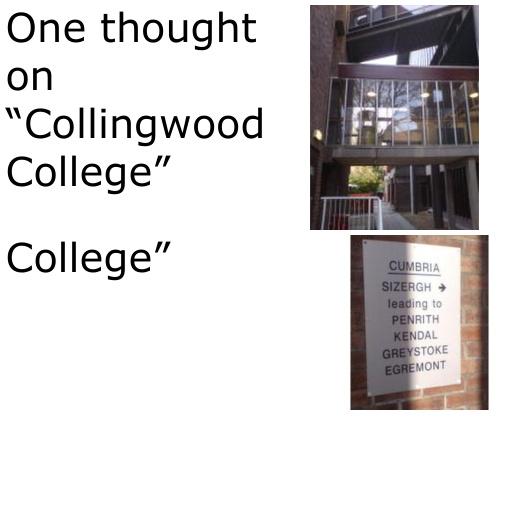 One thought
on
“Collingwood
College”
College”
CUMBRIA
SIZERGH →
leading to
PENRITH
KENDAL
GREYSTOKE
EGREMONT